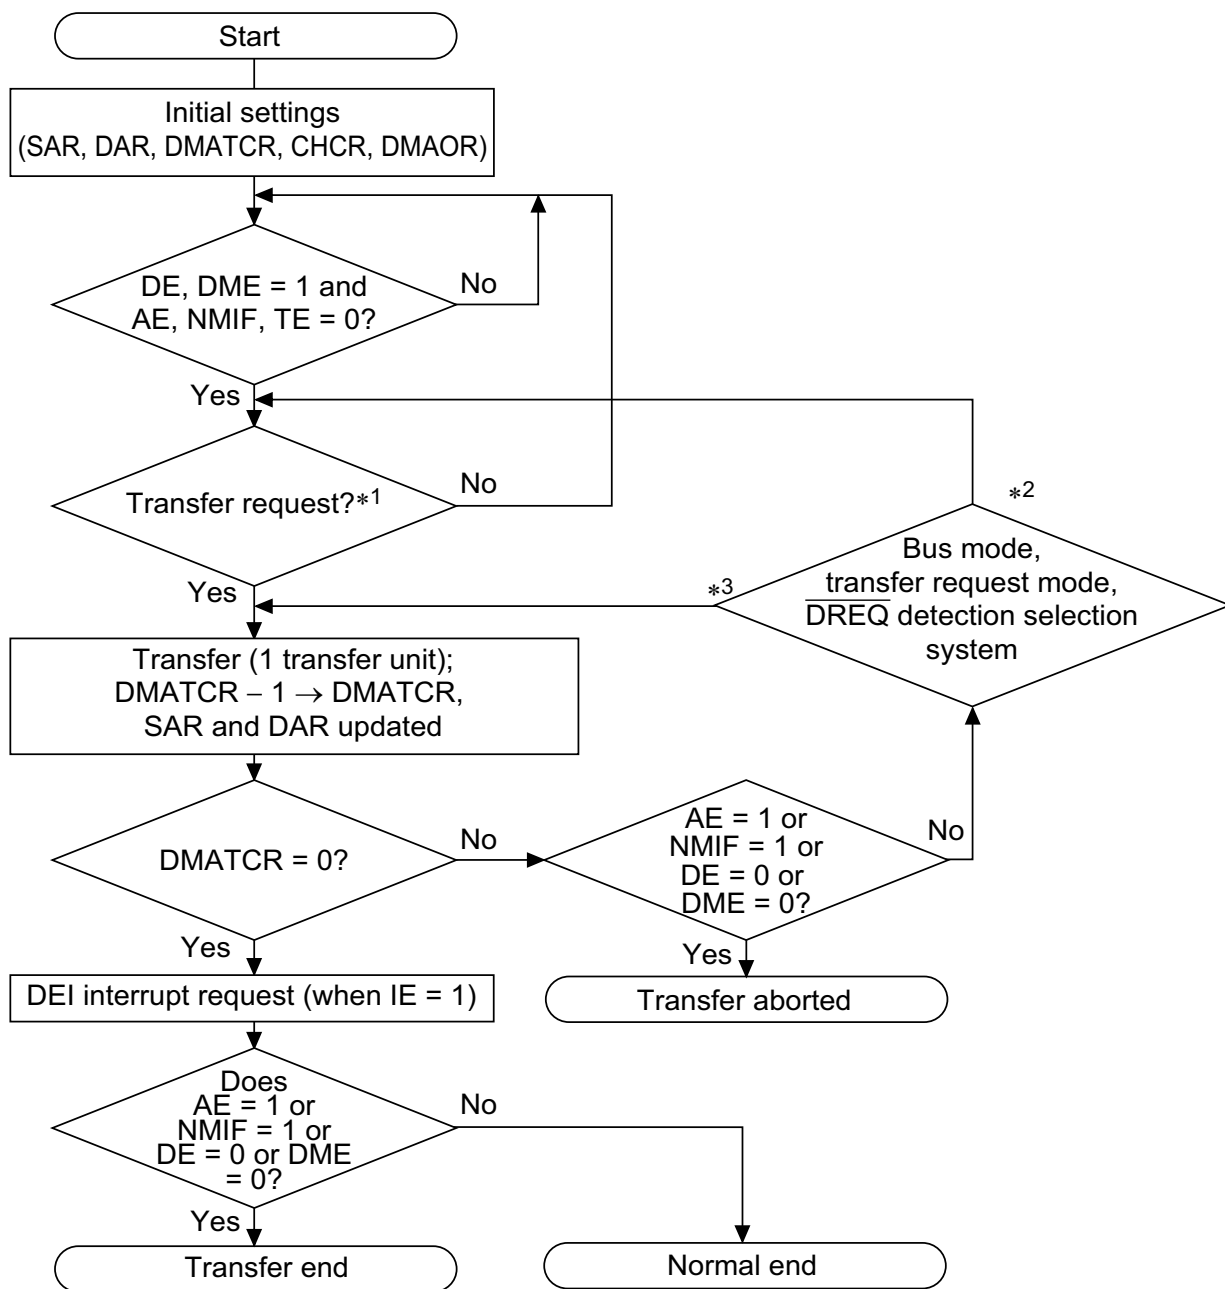 Start
Initial settings
(SAR, DAR, DMATCR, CHCR, DMAOR)
DE, DME = 1 and
AE, NMIF, TE = 0?
No
Yes
Transfer request?*1
No
Yes
*2
Bus mode,
transfer request mode,
DREQ detection selection
system
*3
Transfer (1 transfer unit);
DMATCR – 1 → DMATCR,
SAR and DAR updated
DMATCR = 0?
No
Yes
AE = 1 or
NMIF = 1 or
DE = 0 or
DME = 0?
No
Yes
DEI interrupt request (when IE = 1)
Transfer aborted
Does
AE = 1 or
NMIF = 1 or
DE = 0 or DME
= 0?
No
Yes
Transfer end
Normal end